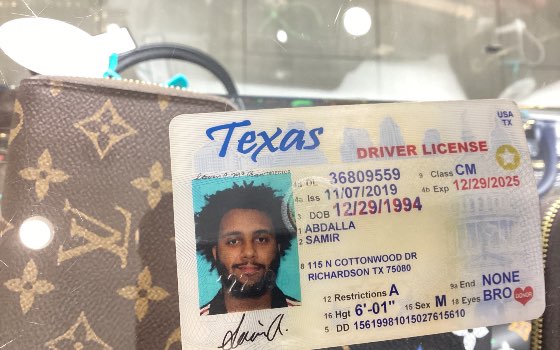 Texas
USA
TX
DRIVER LICENSE
4d DL 36809559 9 Class CM
4a Iss 11/07/2019 4b Exp 12/29/2025
3 DOB 12/29/1994
1 ABDALLA
2 SAMIR
8 115 N COTTONWOOD DR
RICHARDSON TX 75080
12 Restrictions A 9a End NONE
16 Hgt 6'-01" 15 Sex M 18 Eyes BRO
DONOR
5 DD 15619981015027615610